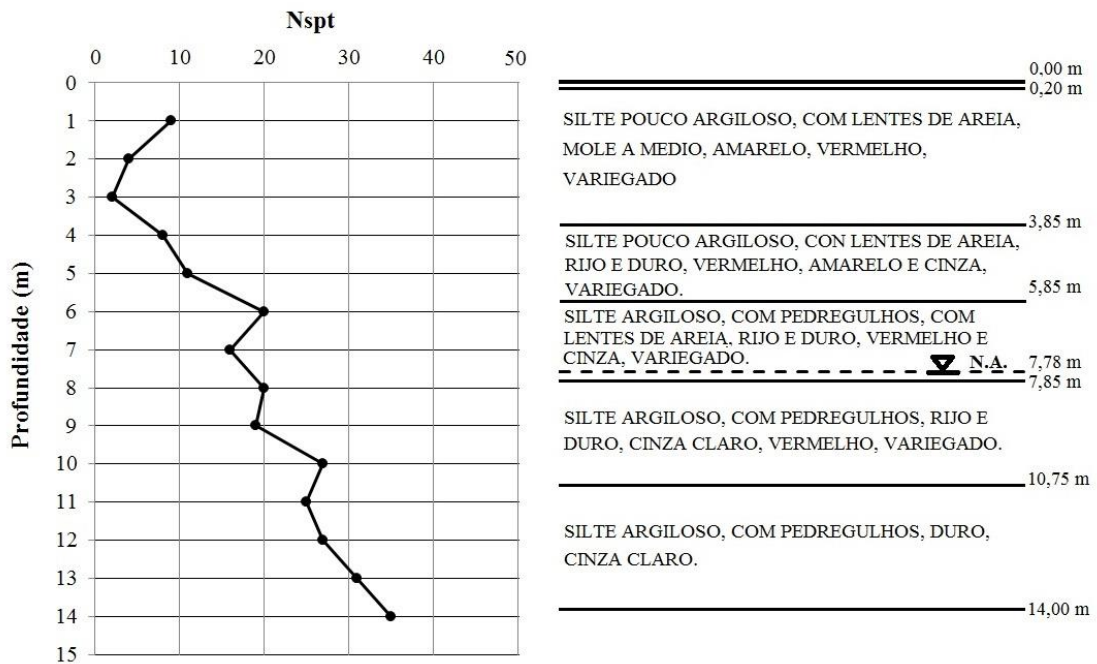 Nspt
0 10 20 30 40 50
Profundidade (m)
0
1
2
3
4
5
6
7
8
9
10
11
12
13
14
15
0,00 m
0,20 m
SILTE POUCO ARGILOSO, COM LENTES DE AREIA,
MOLE A MEDIO, AMARELO, VERMELHO,
VARIEGADO
3,85 m
SILTE POUCO ARGILOSO, CON LENTES DE AREIA,
RIJO E DURO, VERMELHO, AMARELO E CINZA,
VARIEGADO.
5,85 m
SILTE ARGILOSO, COM PEDREGULHOS, COM
LENTES DE AREIA, RIJO E DURO, VERMELHO E
CINZA, VARIEGADO.
N.A. 7,78 m
7,85 m
SILTE ARGILOSO, COM PEDREGULHOS, RIJO E
DURO, CINZA CLARO, VERMELHO, VARIEGADO.
10,75 m
SILTE ARGILOSO, COM PEDREGULHOS, DURO,
CINZA CLARO.
14,00 m